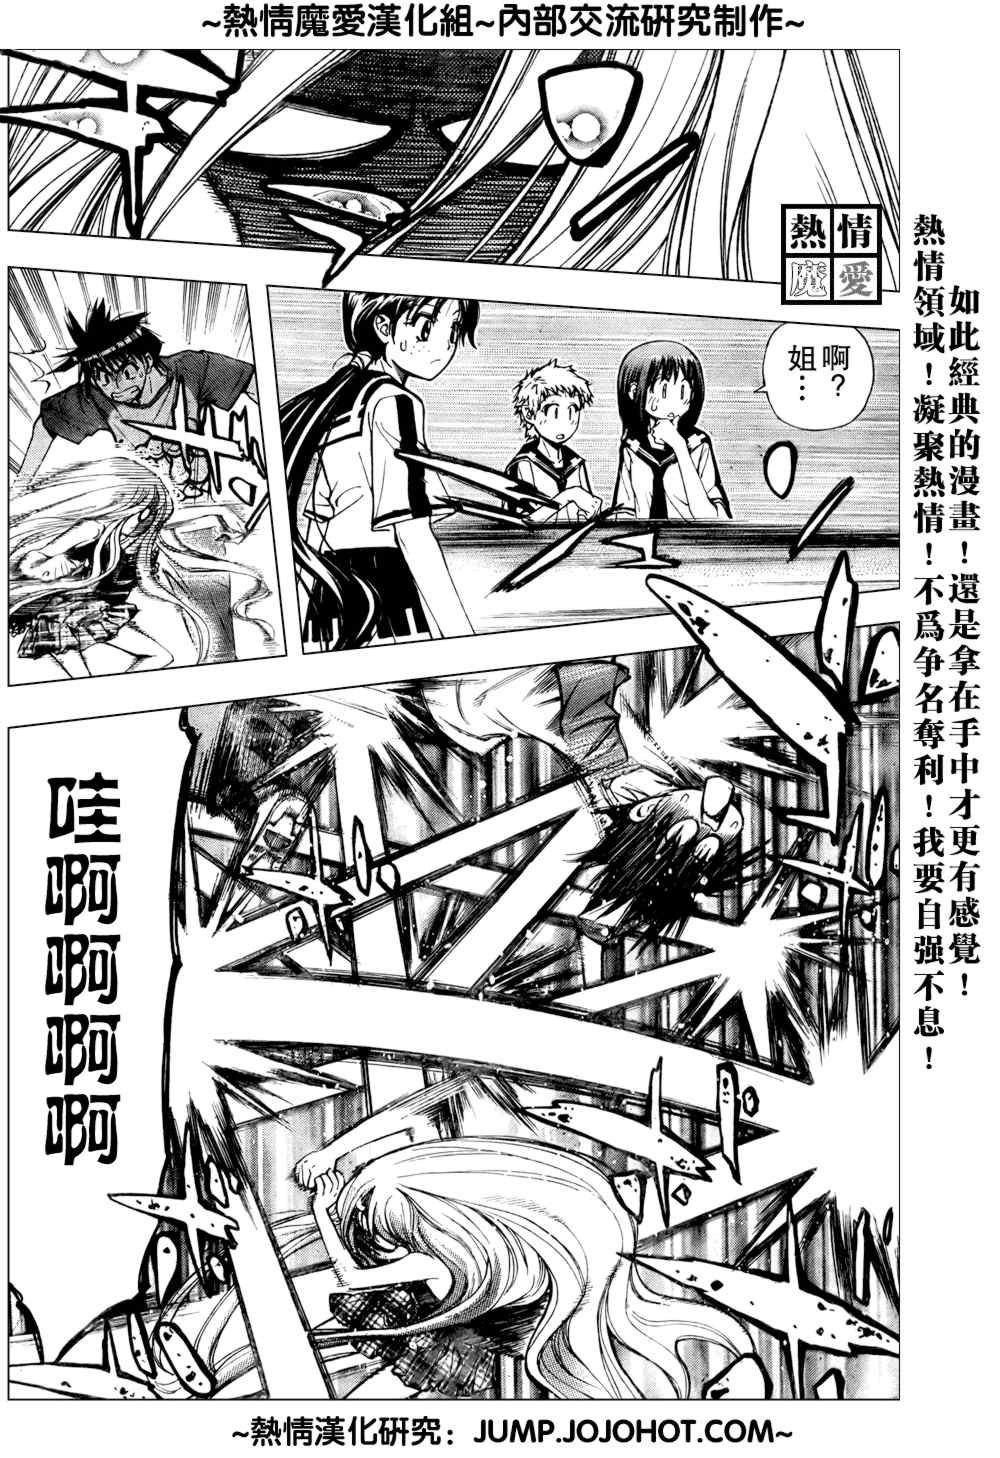 ~熱情魔愛漢化組~內部交流研究制作~
熱情
魔愛
如此經典的漫畫！還是拿在手中才更有感覺！
熱情領域！凝聚熱情！不爲争名奪利！我要自强不息！
啊?
姐…
哇啊啊啊啊
~熱情漢化研究：JUMP.JOJOHOT.COM~